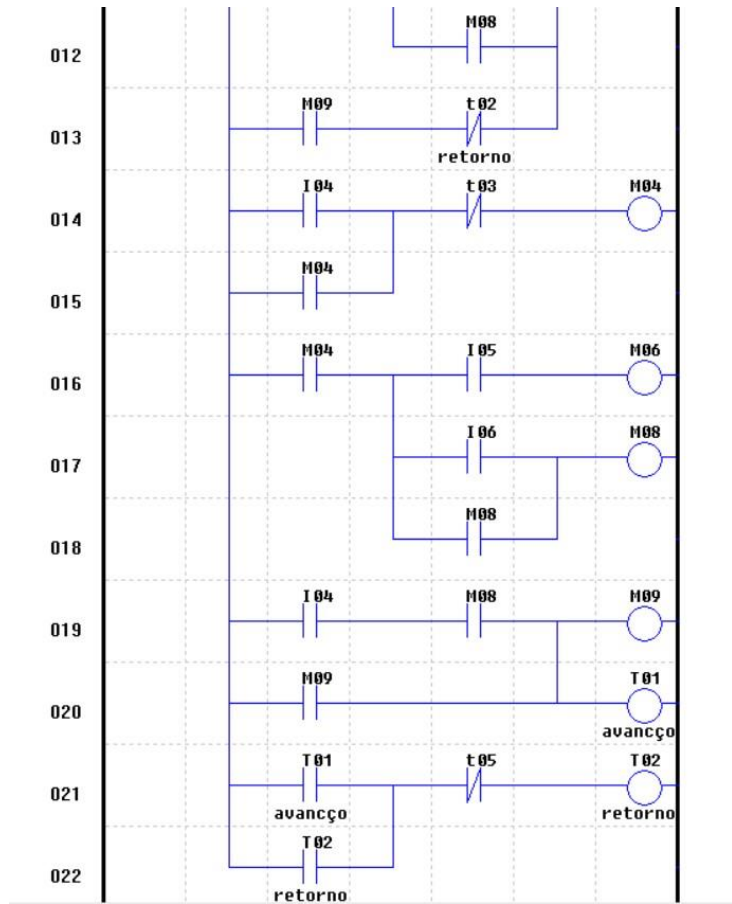 M08
012
M09 t02
013
retorno
I04 t03 M04
014
M04
015
M04 I05 M06
016
I06 M08
017
M08
018
I04 M08 M09
019
M09 T01
020
avancço
T01 t05 T02
021
avancço retorno
T02
022
retorno